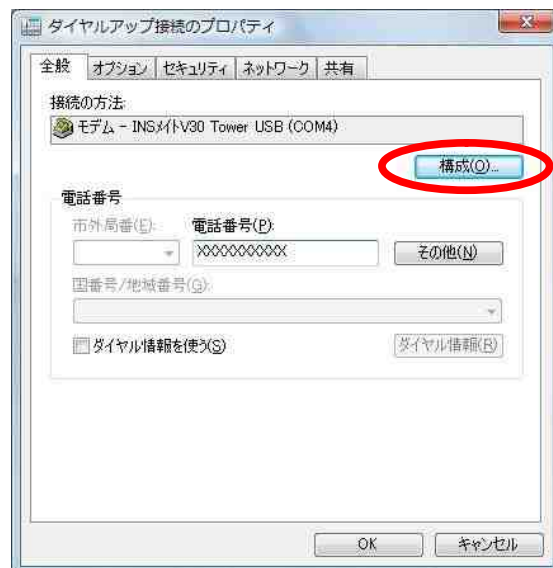 ダイヤルアップ接続のプロパティ
全般 オプション セキュリティ ネットワーク 共有
接続の方法:
モデム - INSメイトV30 Tower USB (COM4)
構成(O)...
電話番号
市外局番(E): 電話番号(P):
XXXXXXXXXX その他(N)
国番号/地域番号(G):
ダイヤル情報を使う(S) ダイヤル情報(R)
OK キャンセル